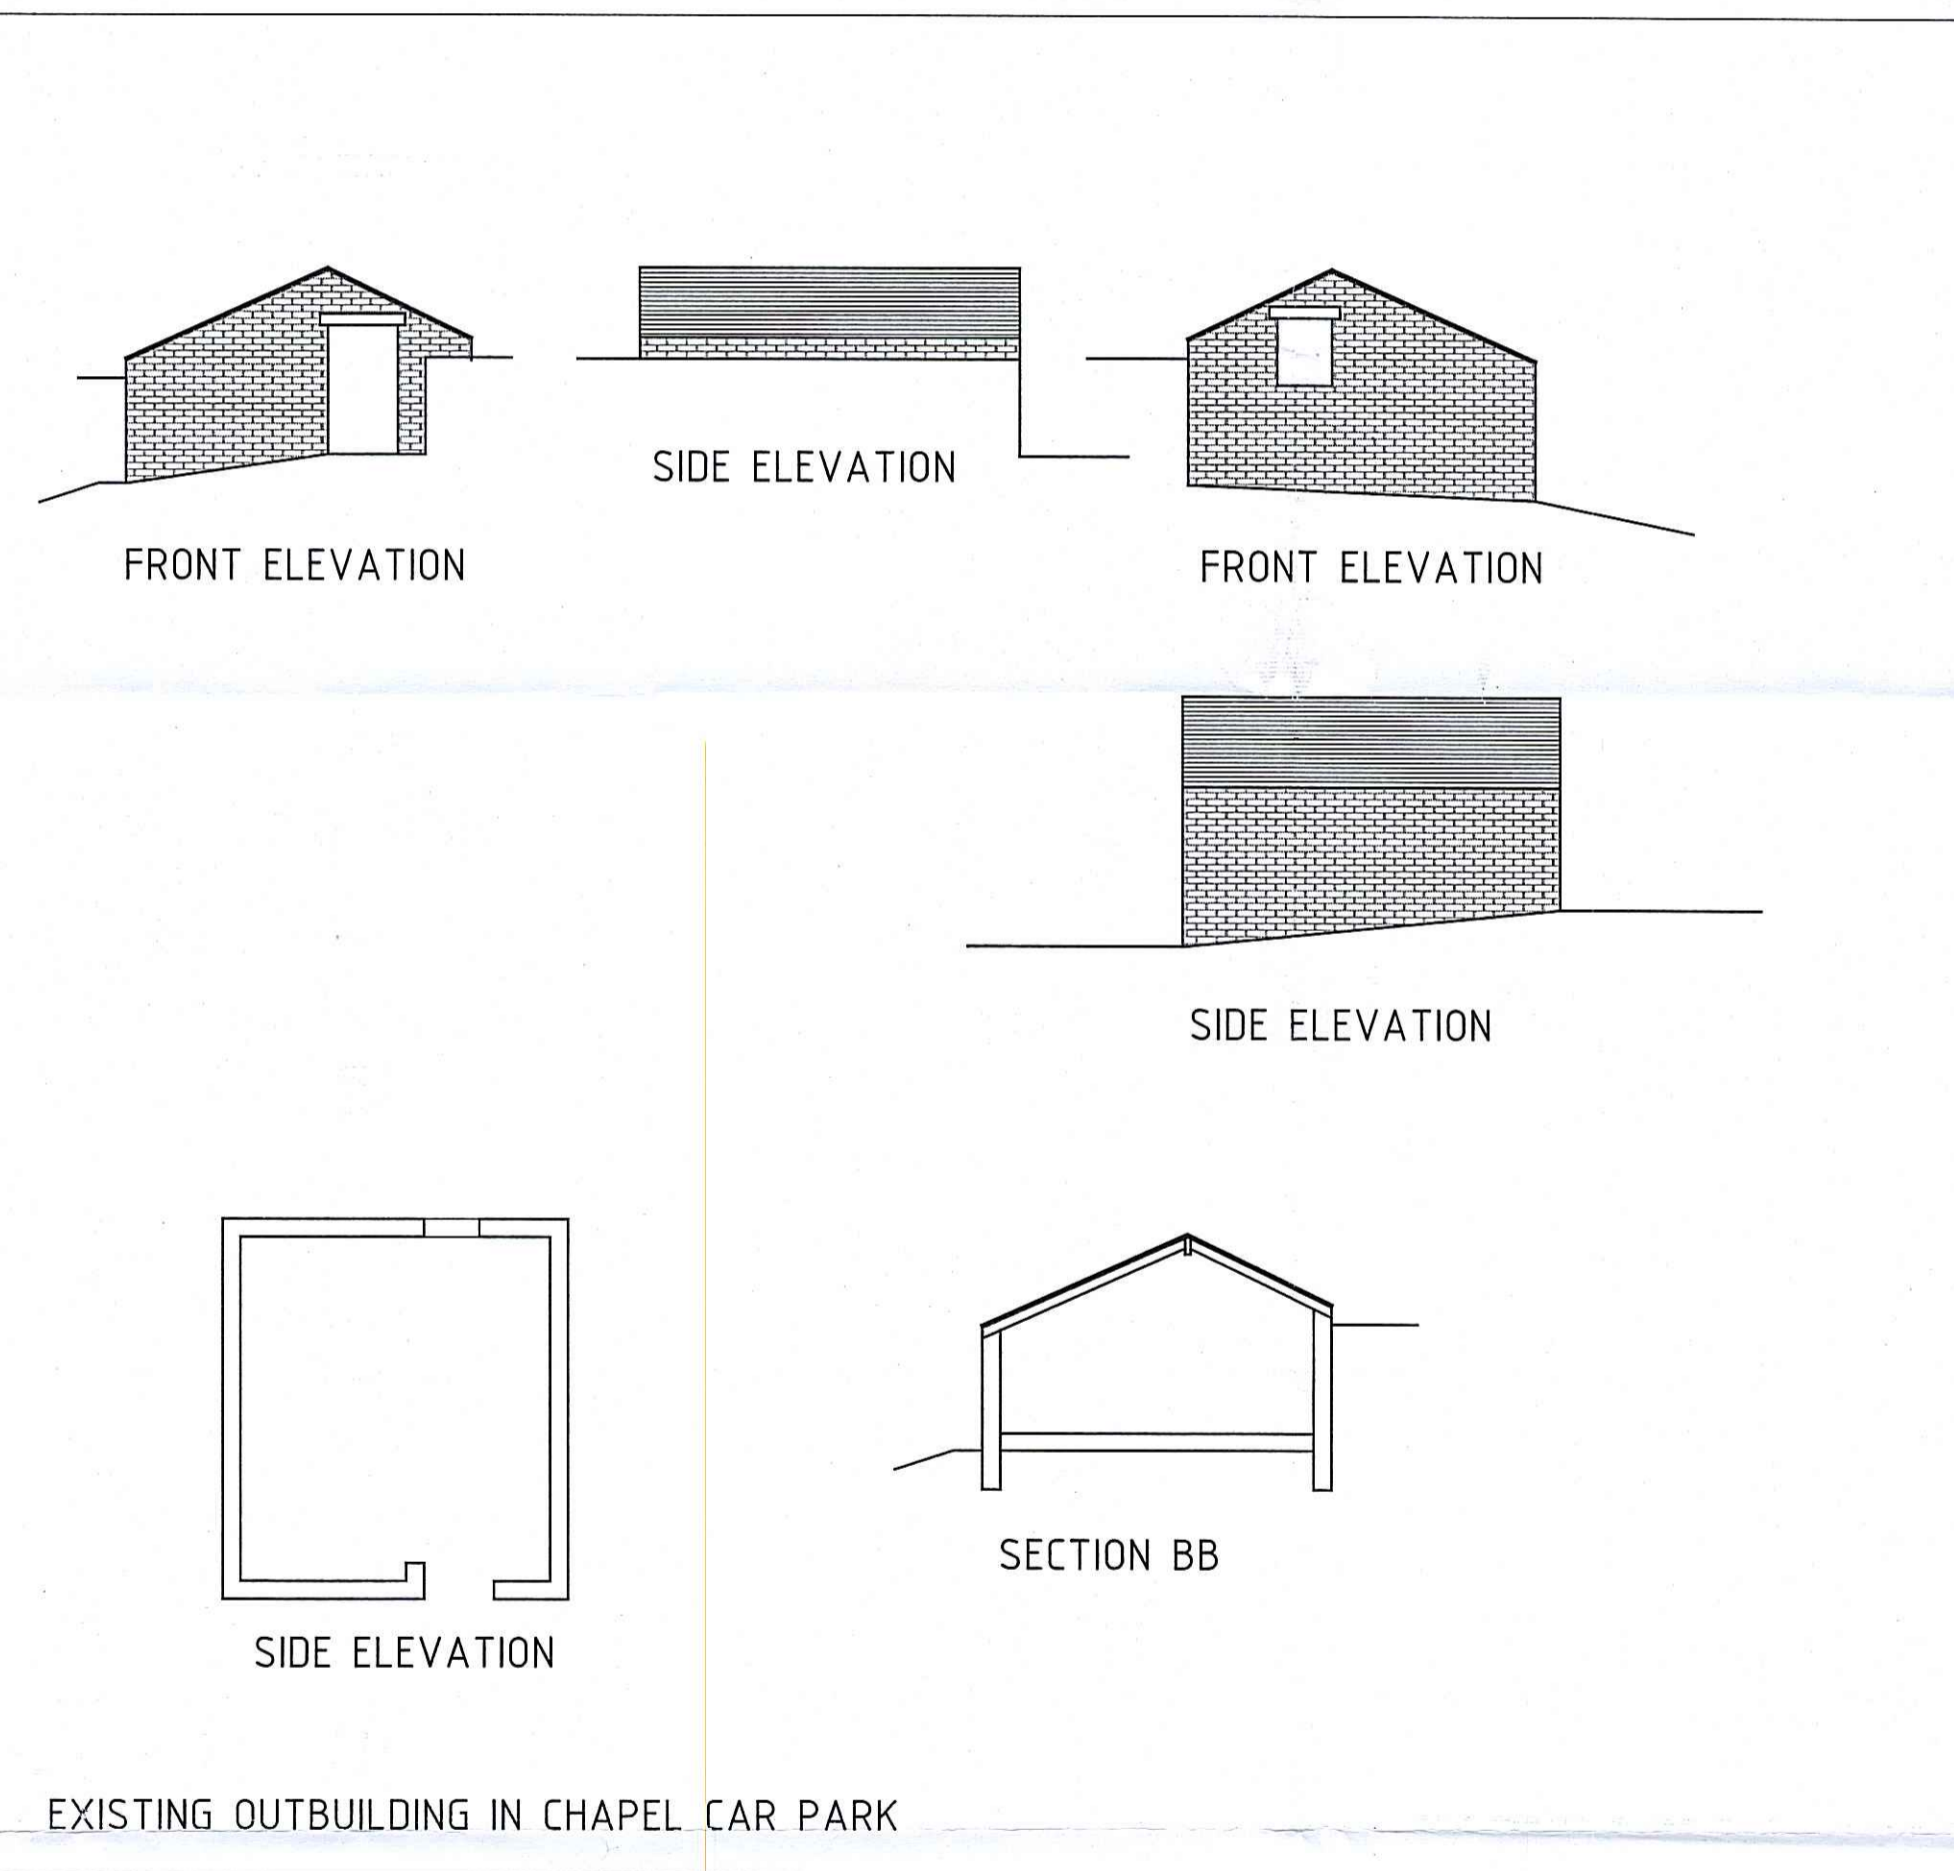 SIDE ELEVATION
FRONT ELEVATION
FRONT ELEVATION
SIDE ELEVATION
SECTION BB
SIDE ELEVATION
EXISTING OUTBUILDING IN CHAPEL CAR PARK